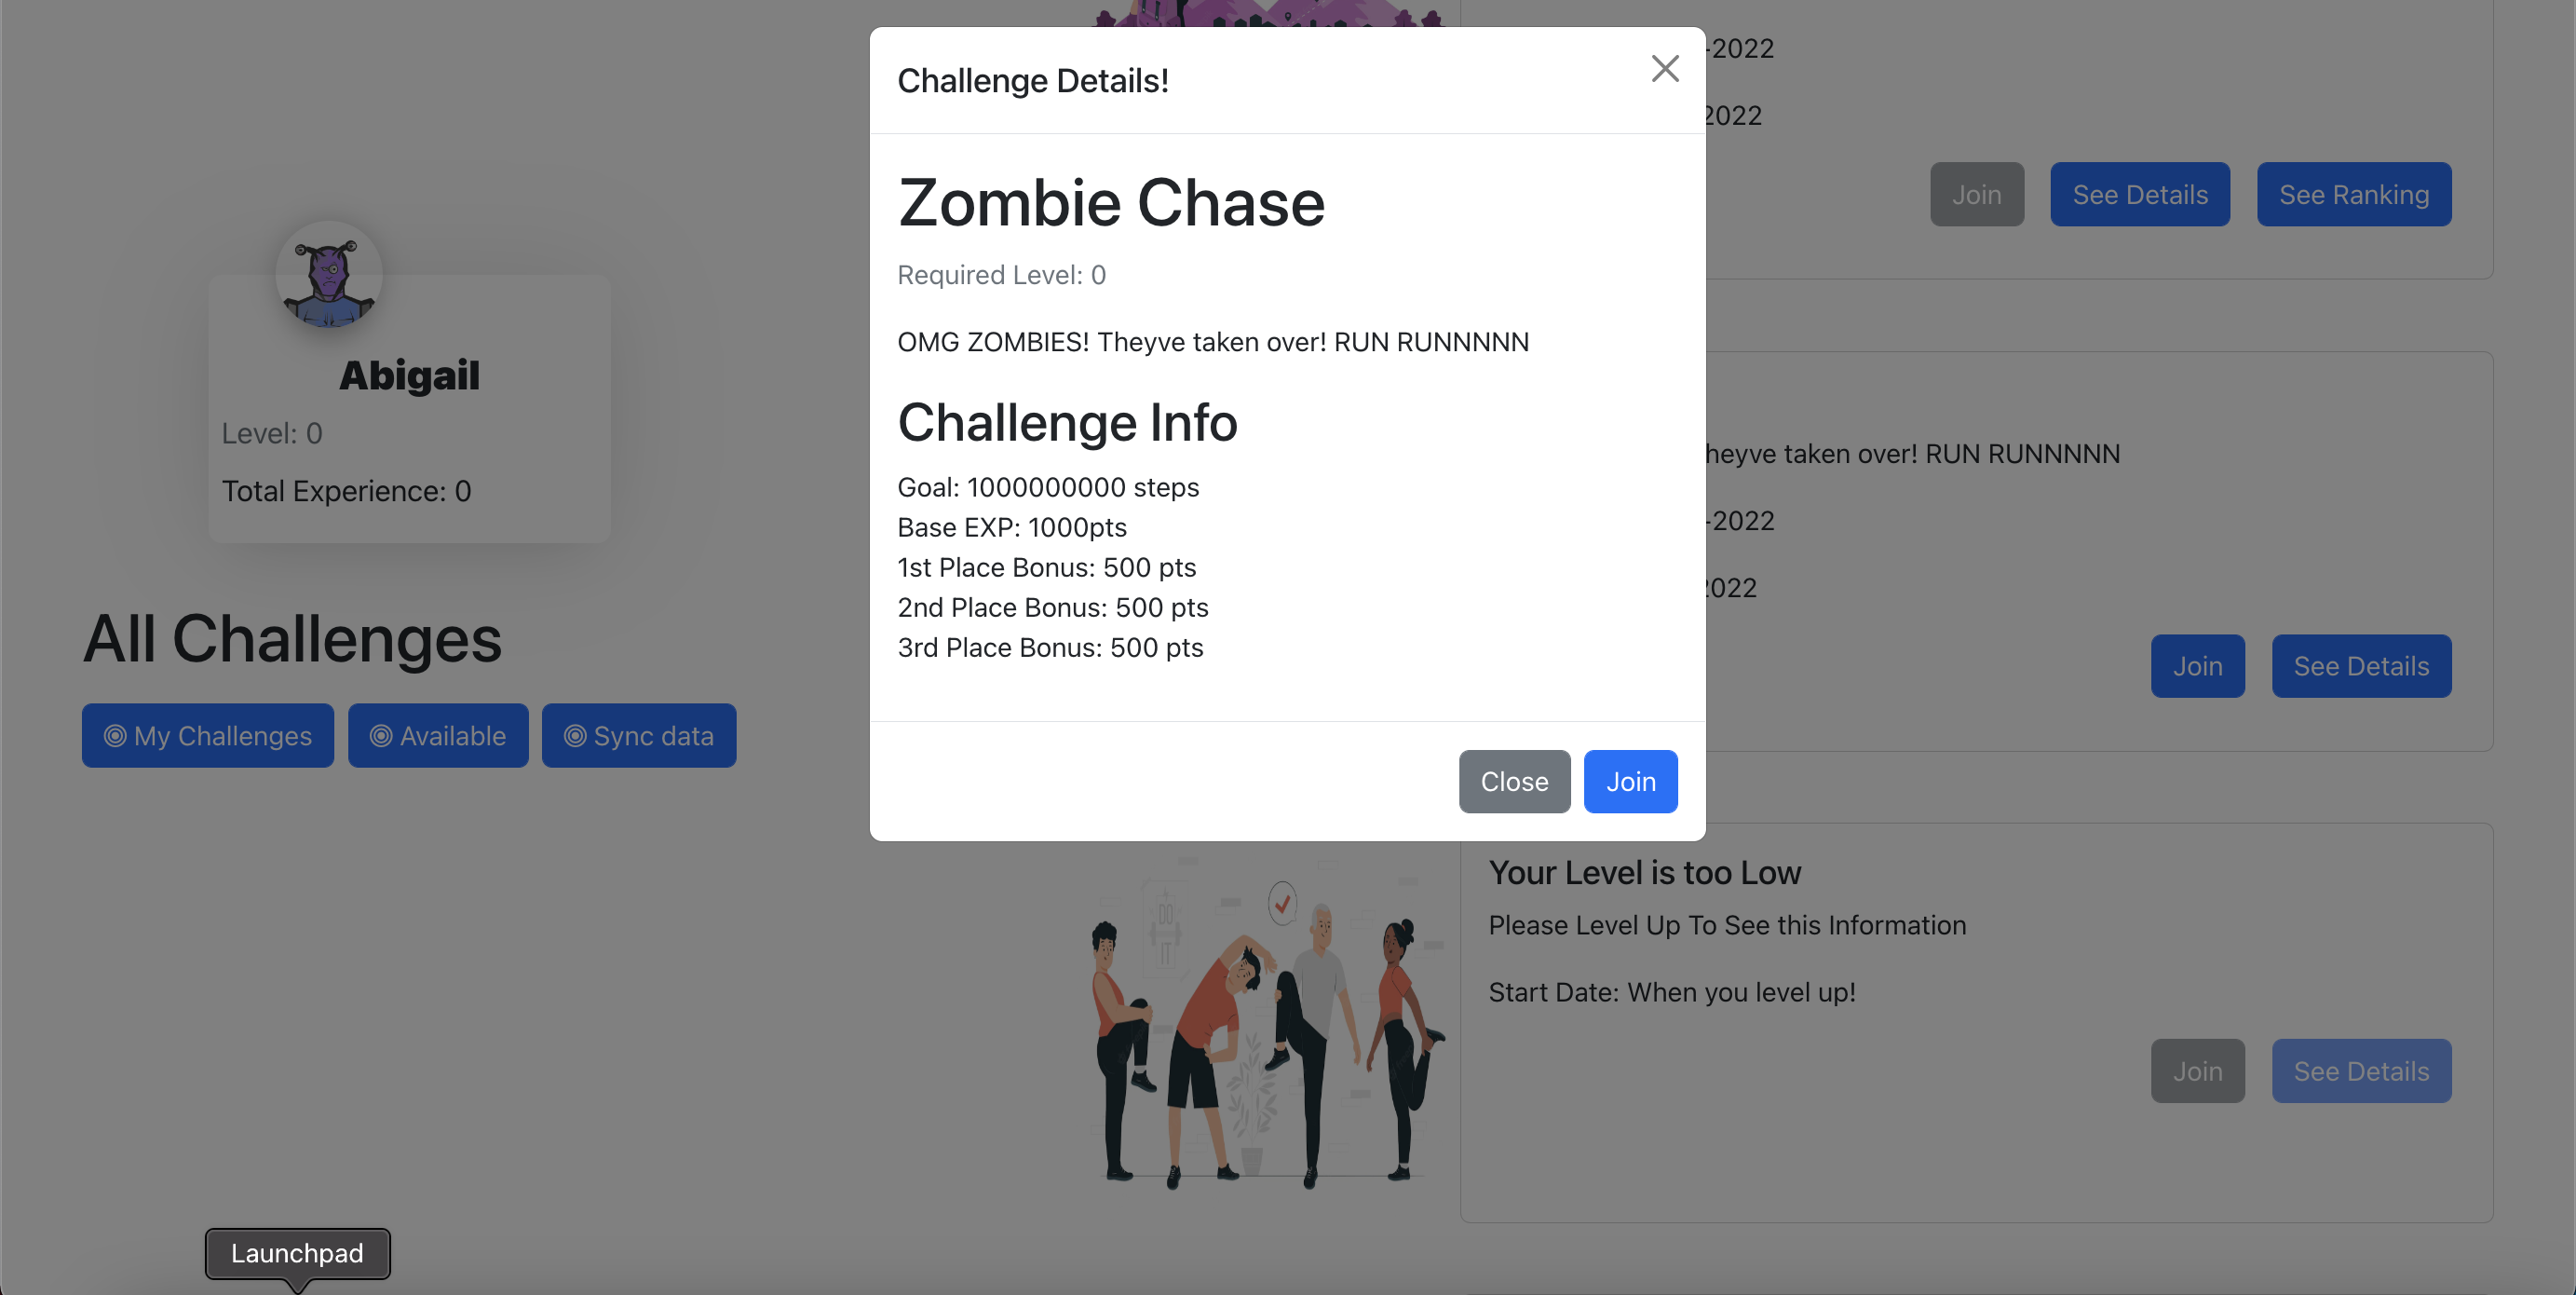 Challenge Details!
Zombie Chase
Required Level: 0
OMG ZOMBIES! Theyve taken over! RUN RUNNNNN
Challenge Info
Goal: 1000000000 steps
Base EXP: 1000pts
1st Place Bonus: 500 pts
2nd Place Bonus: 500 pts
3rd Place Bonus: 500 pts
Close Join
Abigail
Level: 0
Total Experience: 0
All Challenges
My Challenges Available Sync data
-2022
2022
Join See Details See Ranking
heyve taken over! RUN RUNNNNN
-2022
2022
Join See Details
Your Level is too Low
Please Level Up To See this Information
Start Date: When you level up!
Join See Details
Launchpad